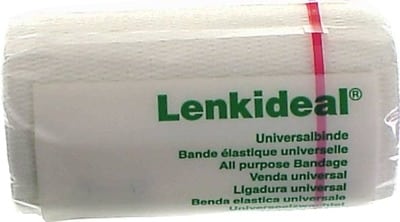 Lenkideal®
Universalbinde
Bande élastique universelle
All purpose Bandage
Venda universal
Ligadura universal
Benda elastica universale